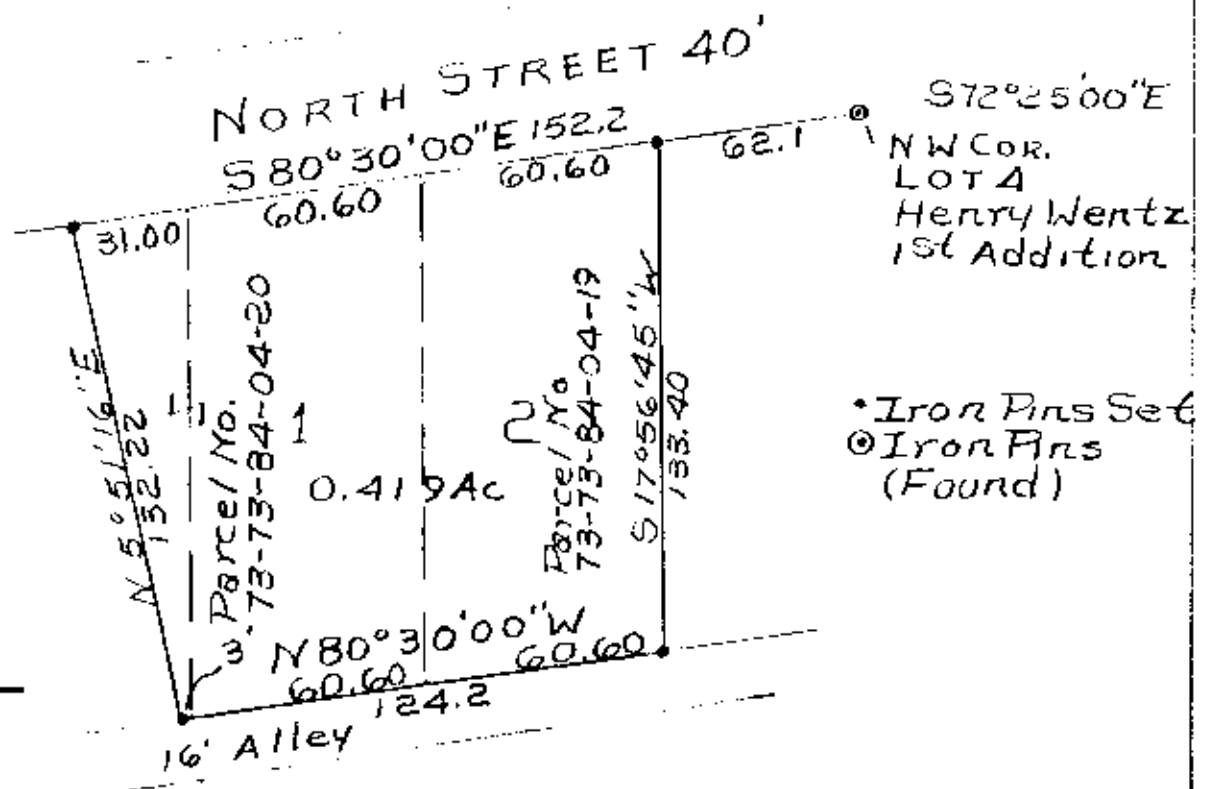 NORTH STREET 40'
S 80° 30' 00" E 152.2
60.60
60.60
31.00
62.1
S72°25'00"E
NW COR.
LOT 4
Henry Wentz
1st Addition
N 5° 51' 16" E
132.22
Parcel No.
73-73-84-04-20
1
0.419 Ac
2
Parcel No
73-73-84-04-19
S 17° 56' 45" W
133.40
Iron Pins Set
Iron Pins
(Found)
3'
N 80° 30' 00" W
60.60
60.60
124.2
16' Alley